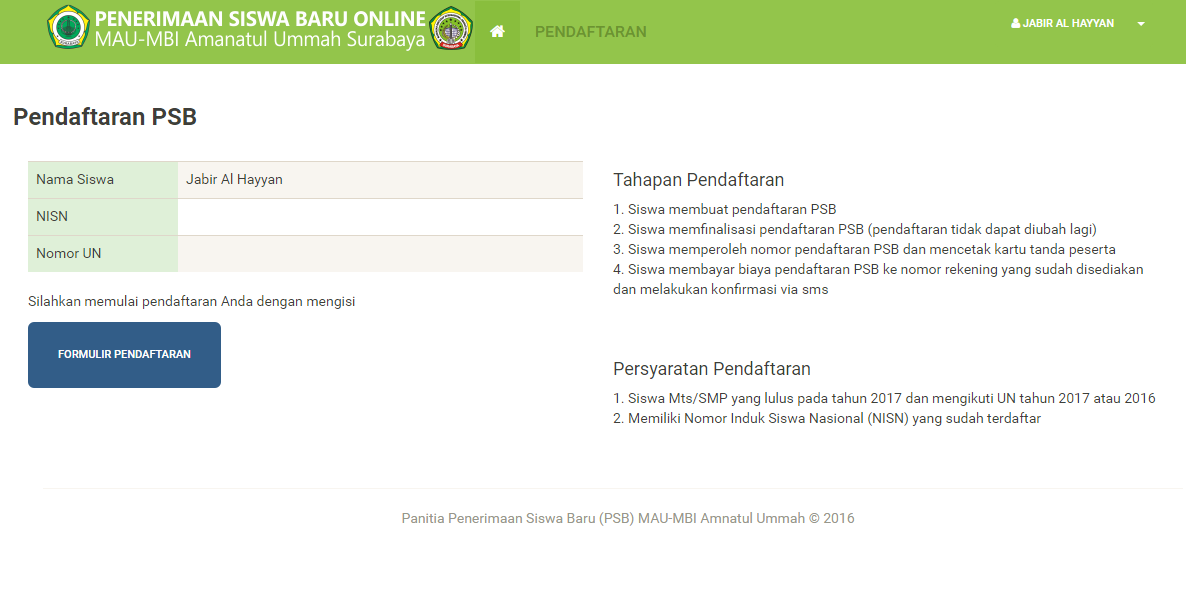 PENERIMAAN SISWA BARU ONLINE
MAU-MBI Amanatul Ummah Surabaya
PENDAFTARAN
JABIR AL HAYYAN
Pendaftaran PSB
Nama Siswa Jabir Al Hayyan
NISN
Nomor UN
Silahkan memulai pendaftaran Anda dengan mengisi
FORMULIR PENDAFTARAN
Tahapan Pendaftaran
1. Siswa membuat pendaftaran PSB
2. Siswa memfinalisasi pendaftaran PSB (pendaftaran tidak dapat diubah lagi)
3. Siswa memperoleh nomor pendaftaran PSB dan mencetak kartu tanda peserta
4. Siswa membayar biaya pendaftaran PSB ke nomor rekening yang sudah disediakan
dan melakukan konfirmasi via sms
Persyaratan Pendaftaran
1. Siswa Mts/SMP yang lulus pada tahun 2017 dan mengikuti UN tahun 2017 atau 2016
2. Memiliki Nomor Induk Siswa Nasional (NISN) yang sudah terdaftar
Panitia Penerimaan Siswa Baru (PSB) MAU-MBI Amnatul Ummah © 2016